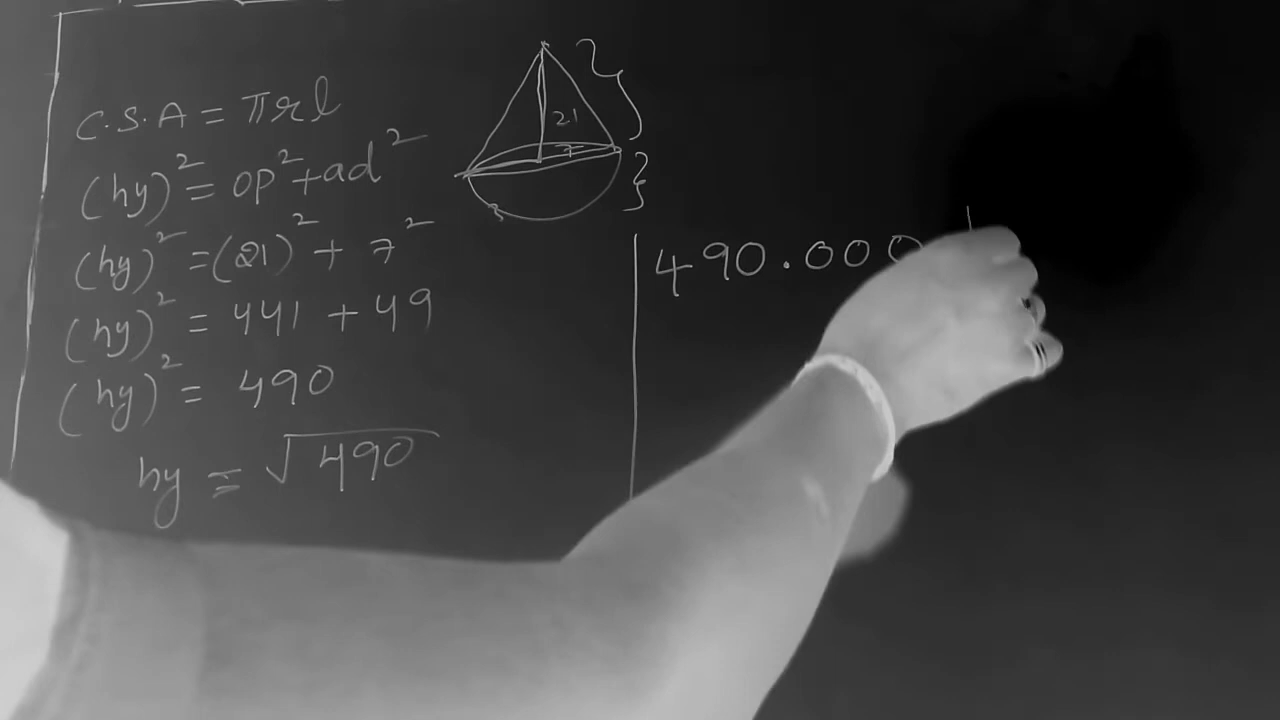 C.S.A = πrl
(hy)² = op² + ad²
(hy)² = (21)² + 7²
(hy)² = 441 + 49
(hy)² = 490
hy = √490
21
7
490.000